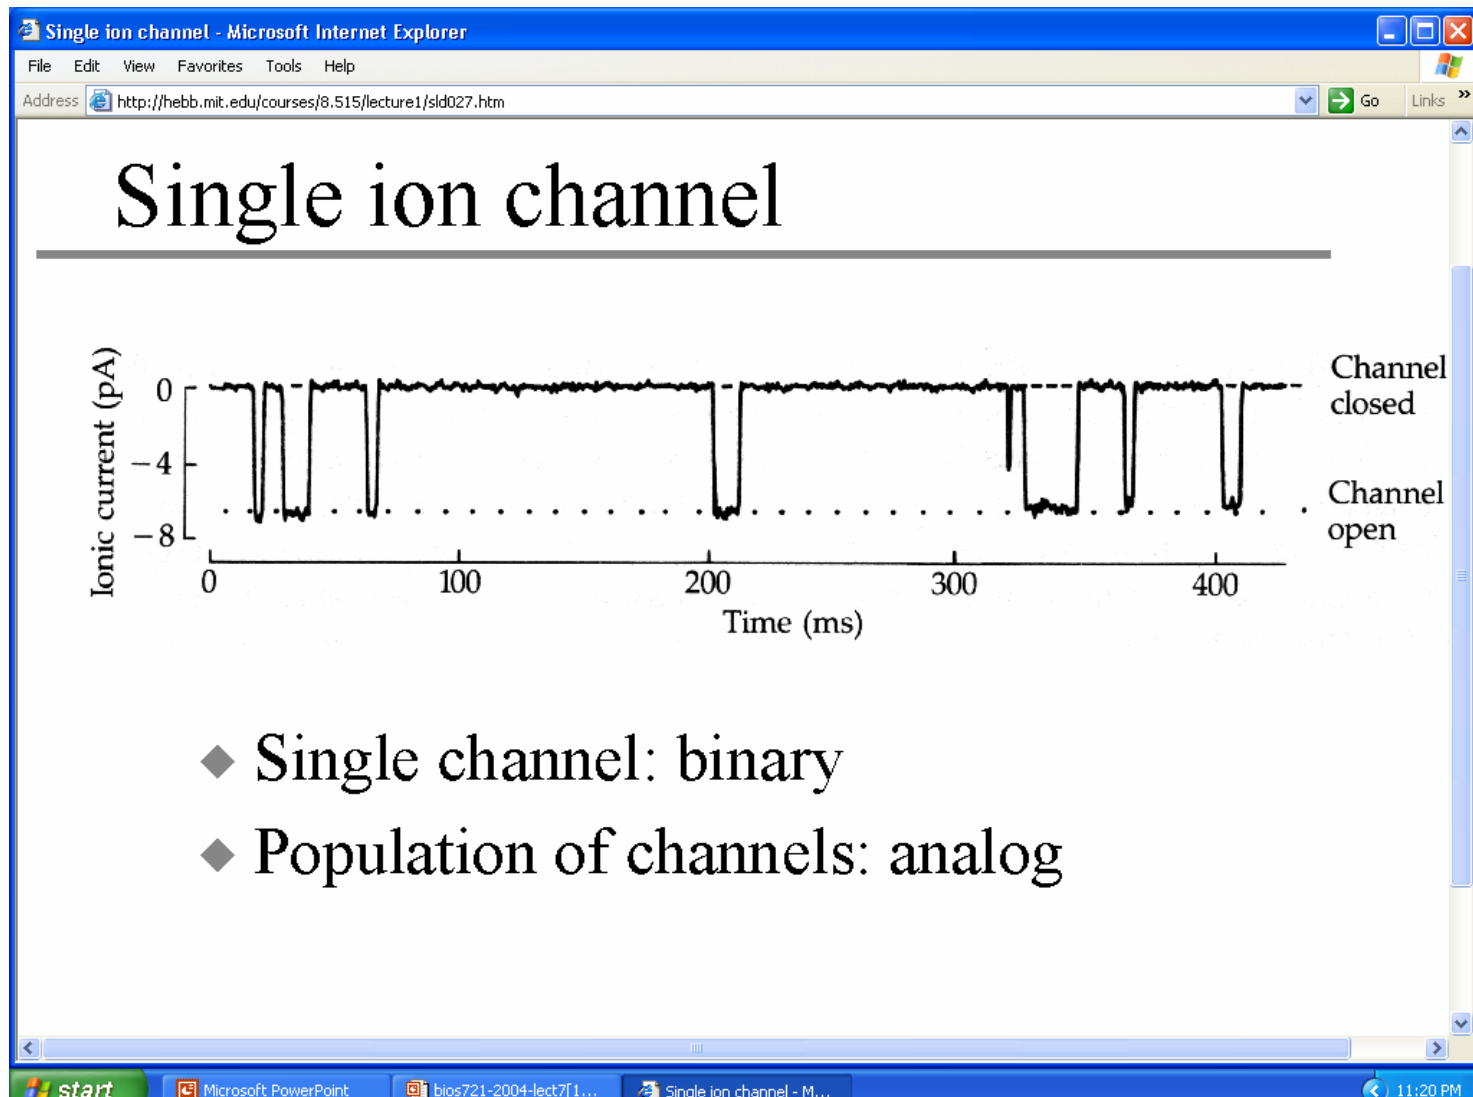 Single ion channel - Microsoft Internet Explorer
File Edit View Favorites Tools Help
Address http://hebb.mit.edu/courses/8.515/lecture1/sld027.htm Go Links »
Single ion channel
Ionic current (pA)
0
−4
−8
Channel
closed
Channel
open
0 100 200 300 400
Time (ms)
Single channel: binary
Population of channels: analog
start Microsoft PowerPoint bios721-2004-lect7[1... Single ion channel - M... 11:20 PM